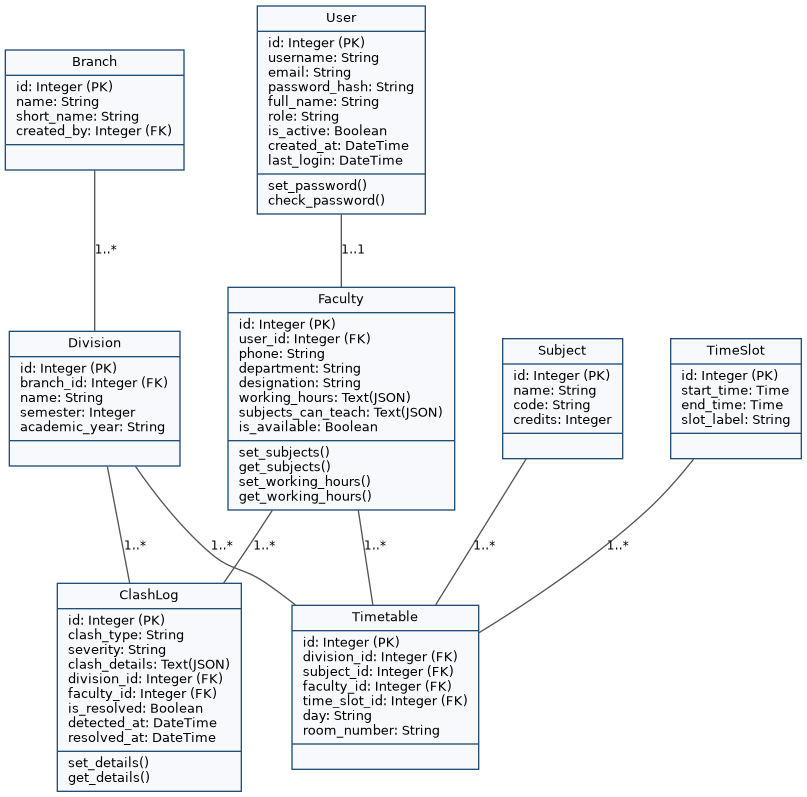 User
id: Integer (PK)
username: String
email: String
password_hash: String
full_name: String
role: String
is_active: Boolean
created_at: DateTime
last_login: DateTime
set_password()
check_password()
Branch
id: Integer (PK)
name: String
short_name: String
created_by: Integer (FK)
1..*
1..1
Faculty
id: Integer (PK)
user_id: Integer (FK)
phone: String
department: String
designation: String
working_hours: Text(JSON)
subjects_can_teach: Text(JSON)
is_available: Boolean
set_subjects()
get_subjects()
set_working_hours()
get_working_hours()
Division
id: Integer (PK)
branch_id: Integer (FK)
name: String
semester: Integer
academic_year: String
Subject
id: Integer (PK)
name: String
code: String
credits: Integer
TimeSlot
id: Integer (PK)
start_time: Time
end_time: Time
slot_label: String
1..*
1..*
1..*
1..*
1..*
1..*
ClashLog
id: Integer (PK)
clash_type: String
severity: String
clash_details: Text(JSON)
division_id: Integer (FK)
faculty_id: Integer (FK)
is_resolved: Boolean
detected_at: DateTime
resolved_at: DateTime
set_details()
get_details()
Timetable
id: Integer (PK)
division_id: Integer (FK)
subject_id: Integer (FK)
faculty_id: Integer (FK)
time_slot_id: Integer (FK)
day: String
room_number: String